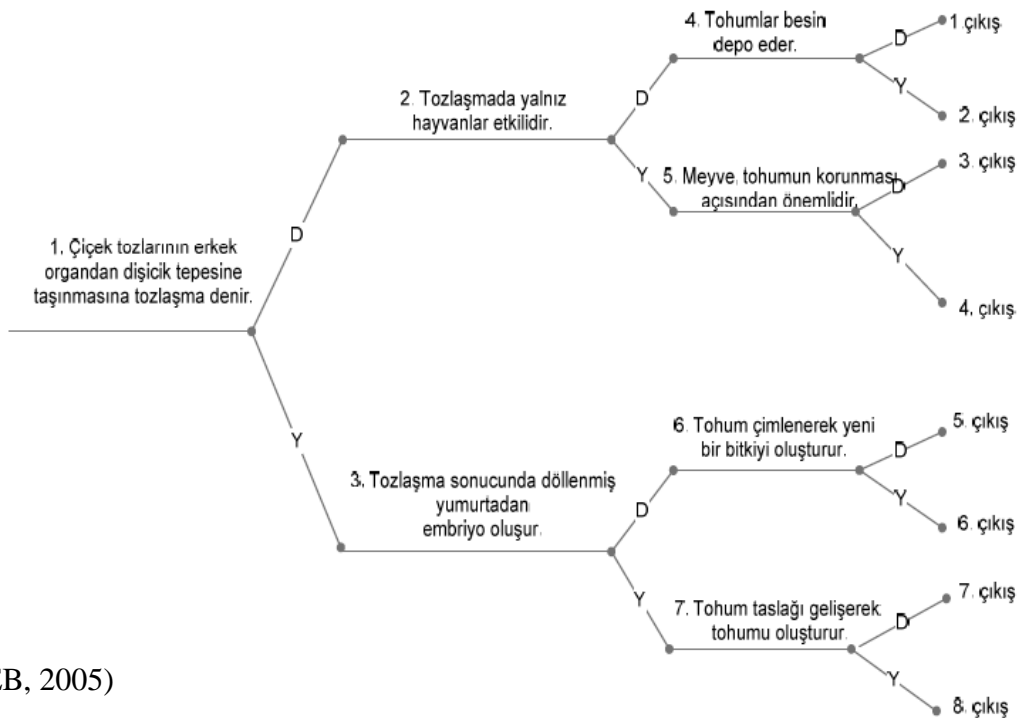 1. Çiçek tozlarının erkek
organdan dişicik tepesine
taşınmasına tozlaşma denir.
D
Y
2. Tozlaşmada yalnız
hayvanlar etkilidir.
D
Y
3. Tozlaşma sonucunda döllenmiş
yumurtadan
embriyo oluşur.
D
Y
4. Tohumlar besin
depo eder.
D
Y
1.çıkış
2. çıkış
5. Meyve, tohumun korunması
açısından önemlidir.
D
Y
3. çıkış
4. çıkış
6. Tohum çimlenerek yeni
bir bitkiyi oluşturur.
D
Y
5. çıkış
6. çıkış
7. Tohum taslağı gelişerek
tohumu oluşturur
D
Y
7. çıkış
8. çıkış
EB, 2005)